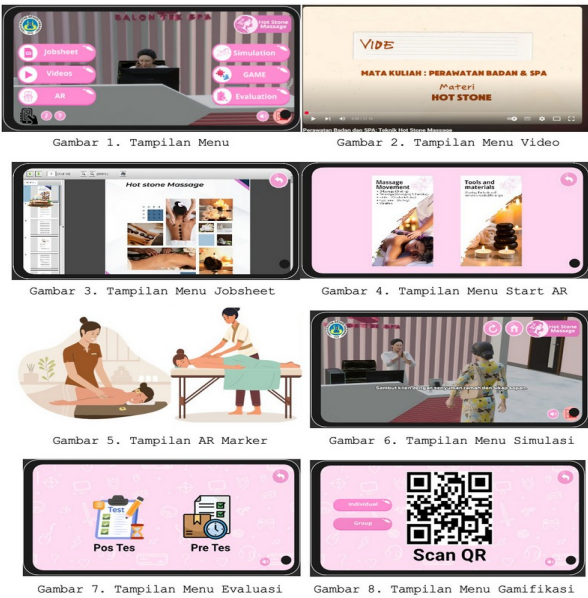 SALON TEE SPA
Hot Stone
Massage
Jobsheet
Simulation
Videos
GAME
AR
Evaluation
Gambar 1. Tampilan Menu
VIDE
MATA KULIAH : PERAWATAN BADAN & SPA
Materi
HOT STONE
Perawatan Badan dan SPA: Teknik Hot Stone Massage
Gambar 2. Tampilan Menu Video
Hot stone Massage
Gambar 3. Tampilan Menu Jobsheet
Massage
Movement
Tools and
materials
Gambar 4. Tampilan Menu Start AR
Gambar 5. Tampilan AR Marker
Hot Stone
Massage
Sambut klien dengan senyuman ramah dan sikap sopan.
Gambar 6. Tampilan Menu Simulasi
Test
Pos Tes
Pre Tes
Gambar 7. Tampilan Menu Evaluasi
Individual
Group
Scan QR
Gambar 8. Tampilan Menu Gamifikasi